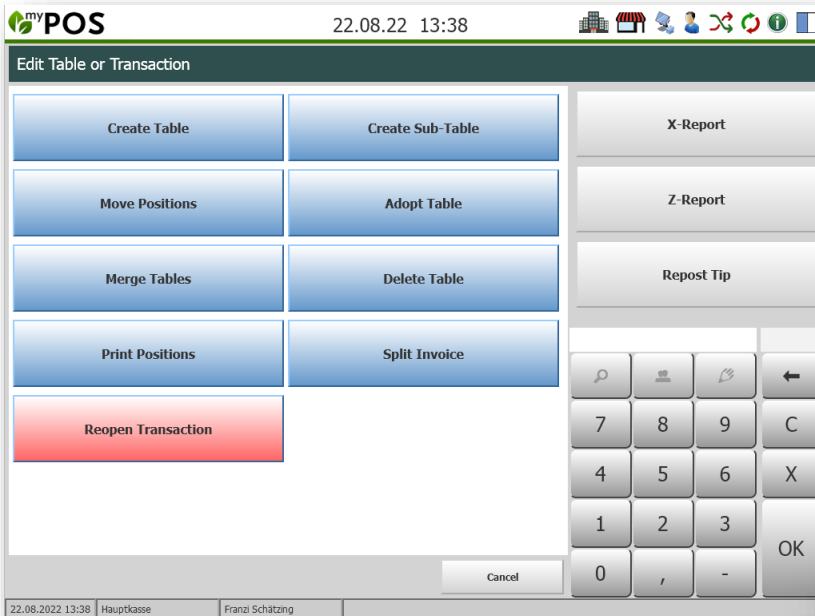 myPOS 22.08.22 13:38
Edit Table or Transaction
Create Table Create Sub-Table X-Report
Move Positions Adopt Table Z-Report
Merge Tables Delete Table Repost Tip
Print Positions Split Invoice
Reopen Transaction
7 8 9 C
4 5 6 X
1 2 3
OK
0 , -
Cancel
22.08.2022 13:38 Hauptkasse Franzi Schätzing